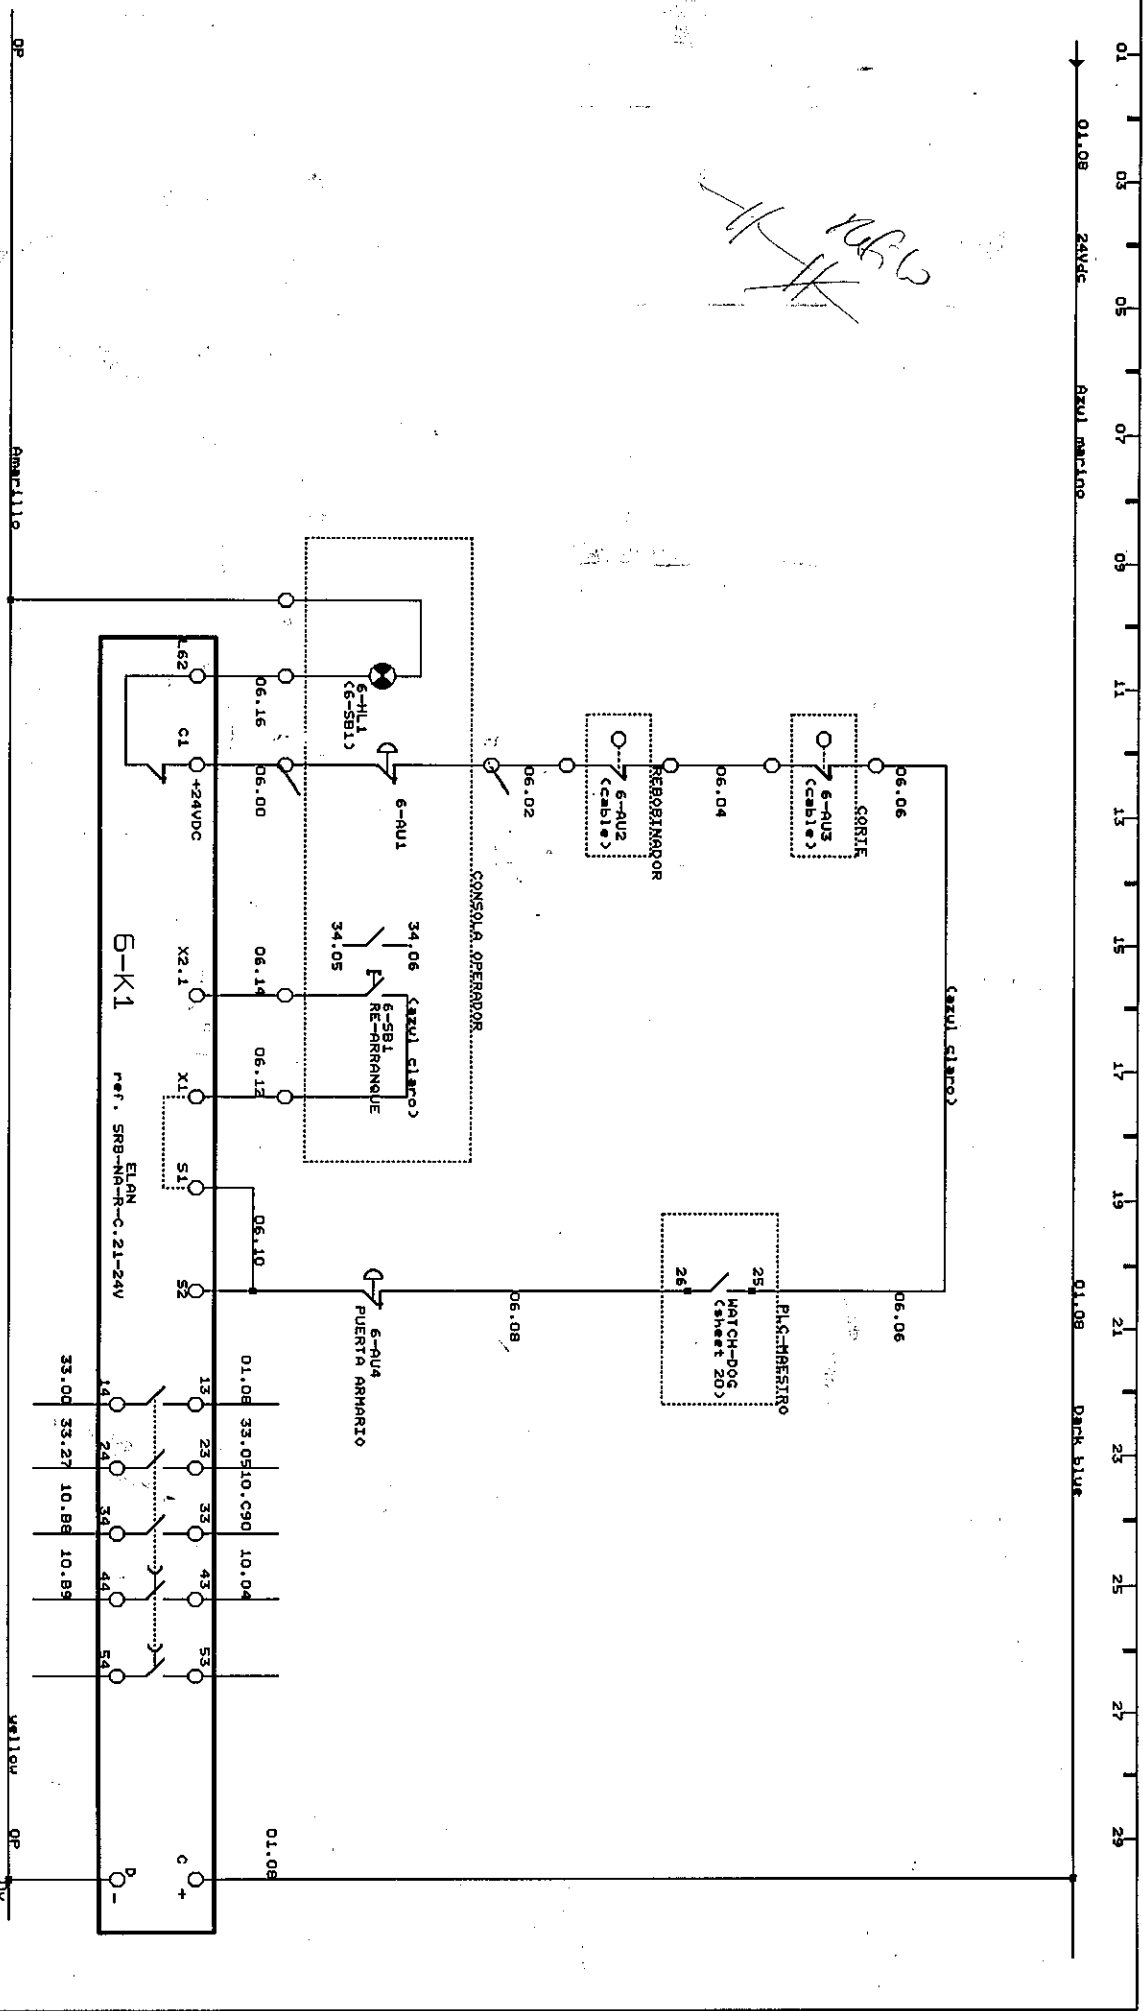 01 03 05 07 09 11 13 15 17 19 21 23 25 27 29
01.08 24Vdc Azul marino
01.08 Dark blue
06.06
(azul claro)
06.06
CORTE
6-AU3
(cable)
PLC-MAESTRO
25
26
WATCH-DOG
(sheet 20)
06.04
REBOBINADOR
6-AU2
(cable)
06.02
06.08
CONSOLA OPERADOR
6-AU1
34.06
34.05
(azul claro)
6-SB1
RE-ARRANQUE
6-HL1
(6-SB1)
6-AU4
PUERTA ARMARIO
06.16
06.00
06.14
06.12
06.10
01.08
33.05
10.C90
10.04
01.08
L62
C1
+24VDC
X2.1
X1
S1
S2
13
23
33
43
53
C
+
6-K1
ELAN
ref. SRB-NA-R-C.21-24V
14
24
34
44
54
D
-
33.00
33.27
10.B8
10.B9
0P
Amarillo
yellow
0P